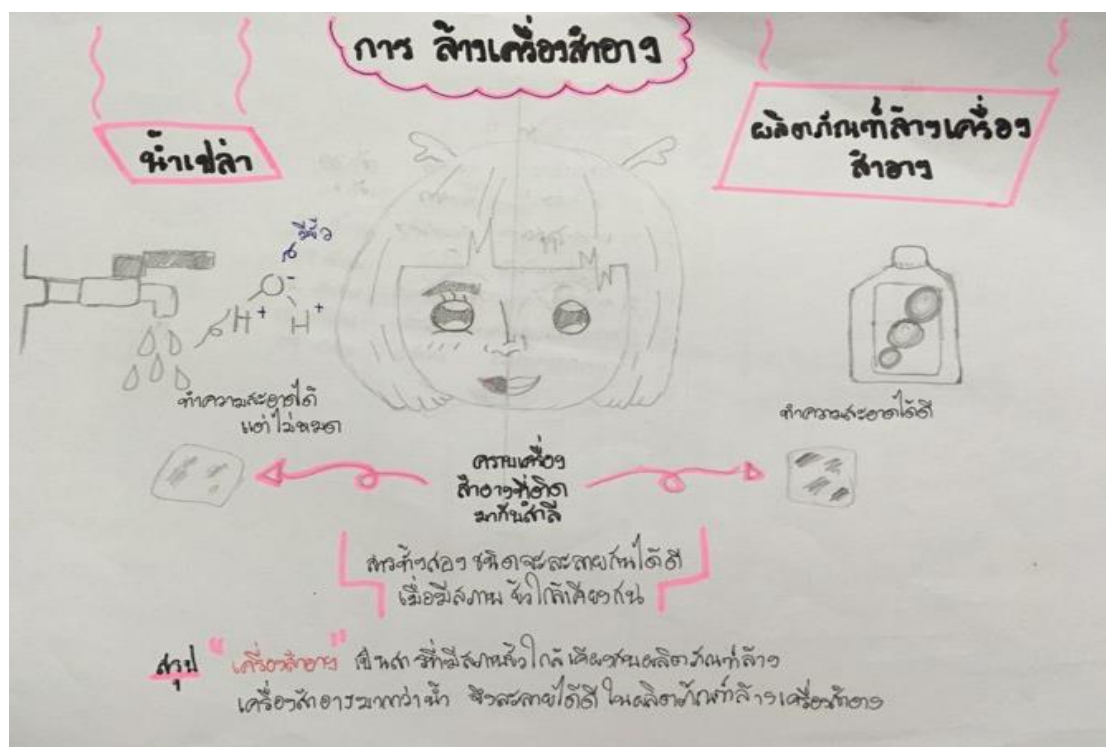 การ ล้างเครื่องสำอาง
น้ำเปล่า
ผลิตภัณฑ์ล้างเครื่อง
สำอาง
มีขั้ว
H+ H+
ทำความสะอาดได้
แต่ไม่หมด
ทำความสะอาดได้ดี
คราบเครื่อง
สำอางที่ติด
มากับสำลี
สารทั้งสอง ชนิดจะละลายกันได้ดี
เมื่อมีสภาพ ขั้วใกล้เคียงกัน
สรุป "เครื่องสำอาง" เป็นสารที่มีสภาพขั้วใกล้เคียงกับผลิตภัณฑ์ล้าง
เครื่องสำอางมากกว่าน้ำ จึงละลายได้ดี ในผลิตภัณฑ์ล้างเครื่องสำอาง